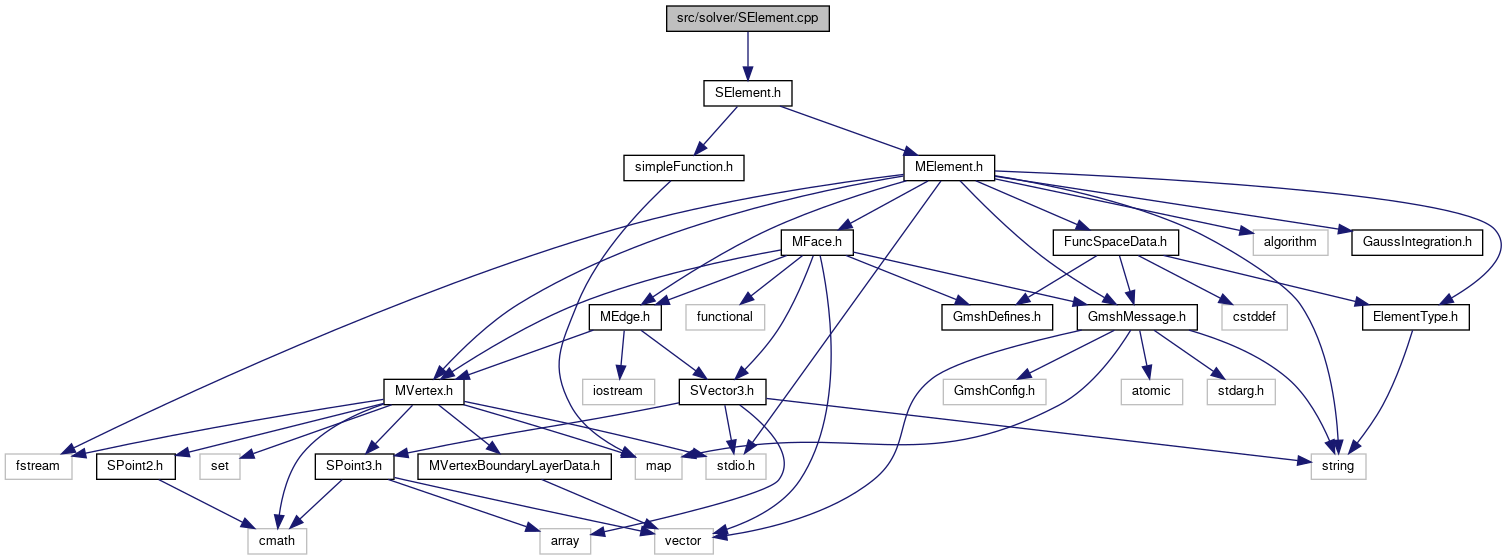 src/solver/SElement.cpp
SElement.h
simpleFunction.h
MElement.h
MFace.h
FuncSpaceData.h
algorithm
GaussIntegration.h
MEdge.h
functional
GmshDefines.h
GmshMessage.h
cstddef
ElementType.h
MVertex.h
iostream
SVector3.h
GmshConfig.h
atomic
stdarg.h
fstream
SPoint2.h
set
SPoint3.h
MVertexBoundaryLayerData.h
map
stdio.h
string
cmath
array
vector